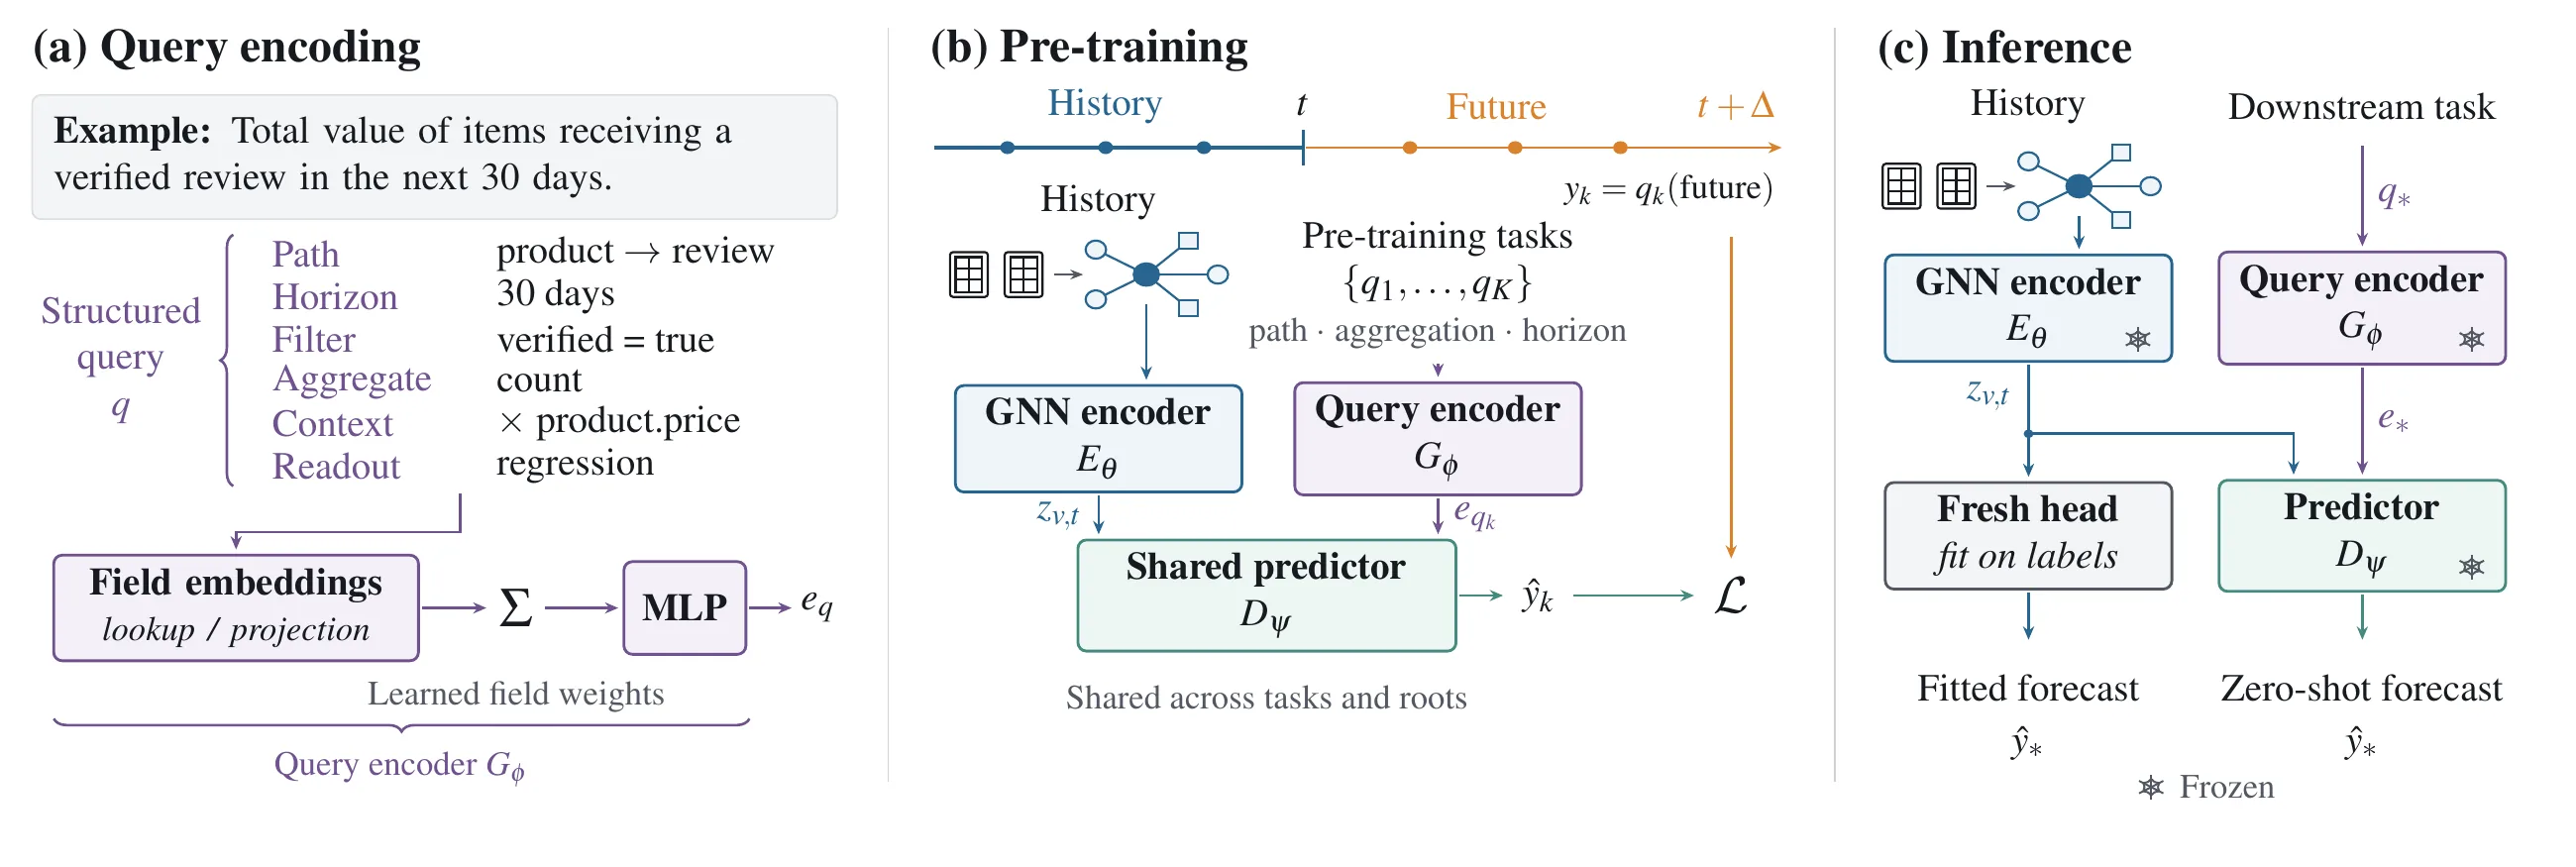 (a) Query encoding
Example: Total value of items receiving a
verified review in the next 30 days.
Structured
query
q
Path product → review
Horizon 30 days
Filter verified = true
Aggregate count
Context × product.price
Readout regression
Field embeddings
lookup / projection
Σ
MLP
e_q
Learned field weights
Query encoder G_ϕ
(b) Pre-training
History t Future t + Δ
y_k = q_k(future)
History
Pre-training tasks
{q_1, . . . , q_K}
path · aggregation · horizon
GNN encoder
E_θ
Query encoder
G_ϕ
z_{v,t}
e_{q_k}
Shared predictor
D_ψ
ŷ_k
ℒ
Shared across tasks and roots
(c) Inference
History
Downstream task
q_*
GNN encoder
E_θ
Query encoder
G_ϕ
z_{v,t}
e_*
Fresh head
fit on labels
Predictor
D_ψ
Fitted forecast
ŷ_*
Zero-shot forecast
ŷ_*
Frozen